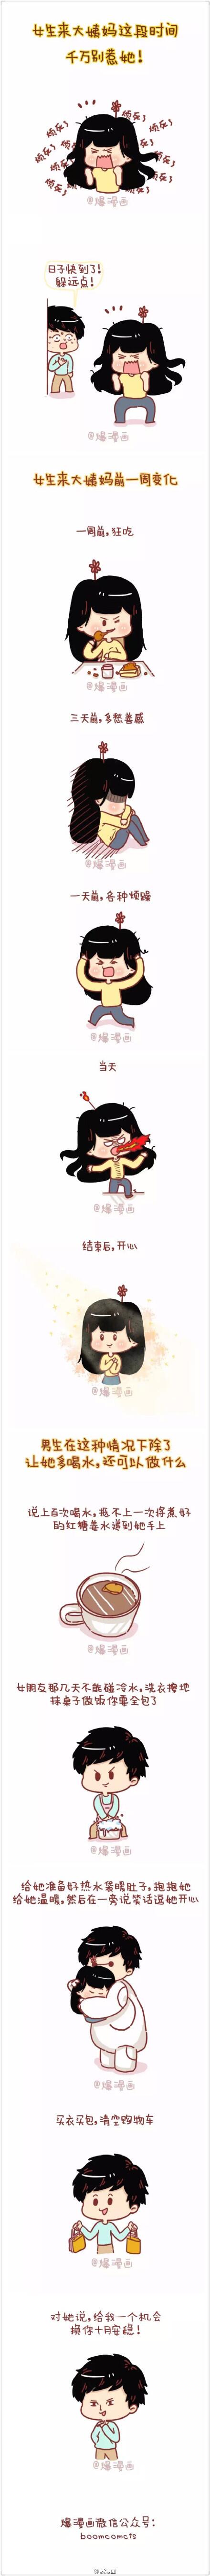 女生来大姨妈这段时间
千万别惹她!
烦死了
烦死了
烦死了
烦死了
烦死了
烦死了
@爆漫画
日子快到了!
躲远点!
@爆漫画
女生来大姨妈前一周变化
一周前,狂吃
@爆漫画
三天前,多愁善感
@爆漫画
一天前,各种烦躁
@爆漫画
当天
@爆漫画
结束后,开心
@爆漫画
男生在这种情况下除了
让她多喝水,还可以做什么
说上百次喝水,抵不上一次将煮好
的红糖姜水递到她手上
@爆漫画
女朋友那几天不能碰冷水,洗衣擦地
抹桌子做饭你要全包了
@爆漫画
给她准备好热水袋暖肚子,抱抱她
给她温暖,然后在一旁说笑话逗她开心
@爆漫画
买衣买包,清空购物车
@爆漫画
对她说,给我一个机会
换你十月安稳!
@爆漫画
爆漫画微信公众号:
boomcomcts